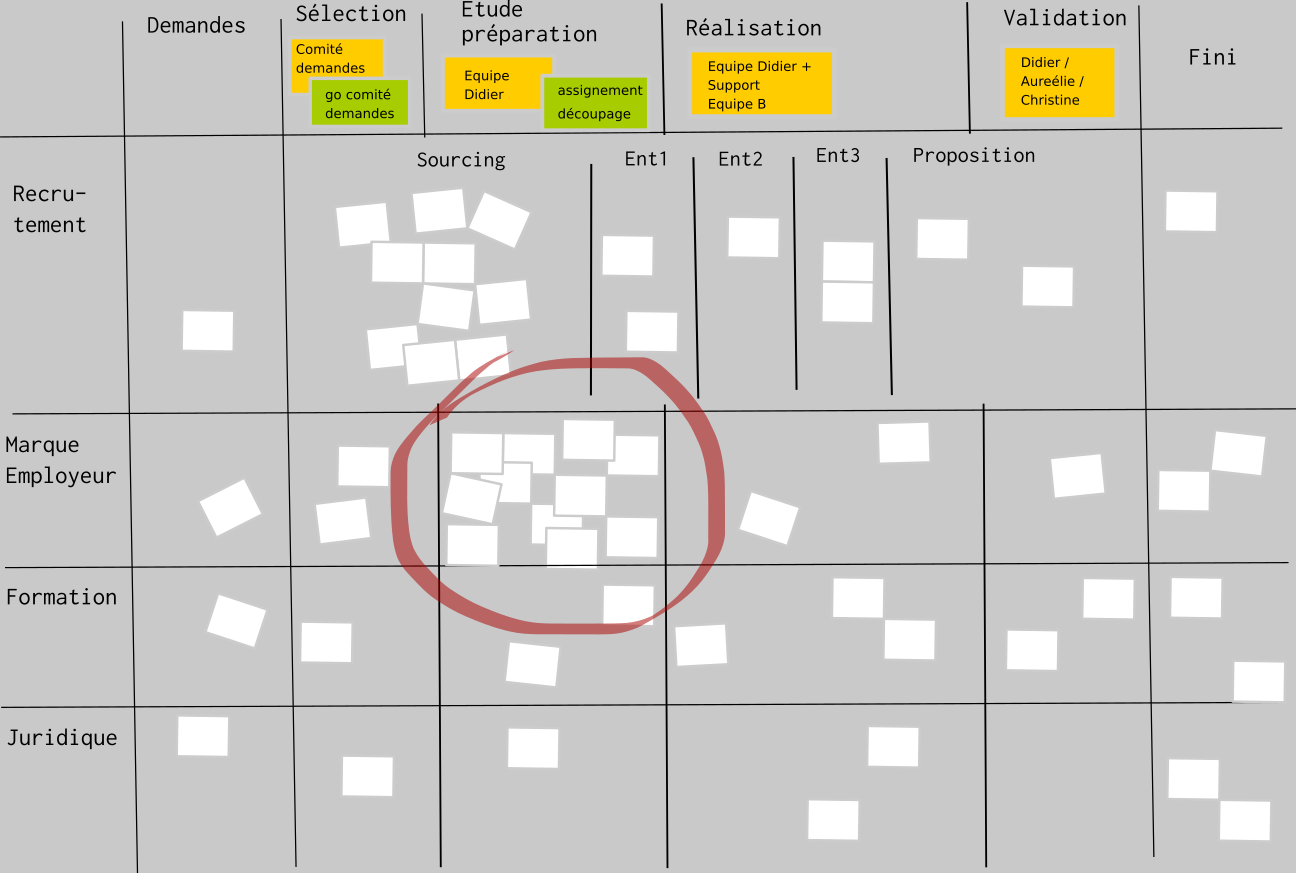 Demandes
Sélection
Comité
demandes
go comité
demandes
Etude
préparation
Equipe
Didier
assignement
découpage
Réalisation
Equipe Didier +
Support
Equipe B
Validation
Didier /
Aureélie /
Christine
Fini
Recru-
tement
Sourcing
Ent1
Ent2
Ent3
Proposition
Marque
Employeur
Formation
Juridique